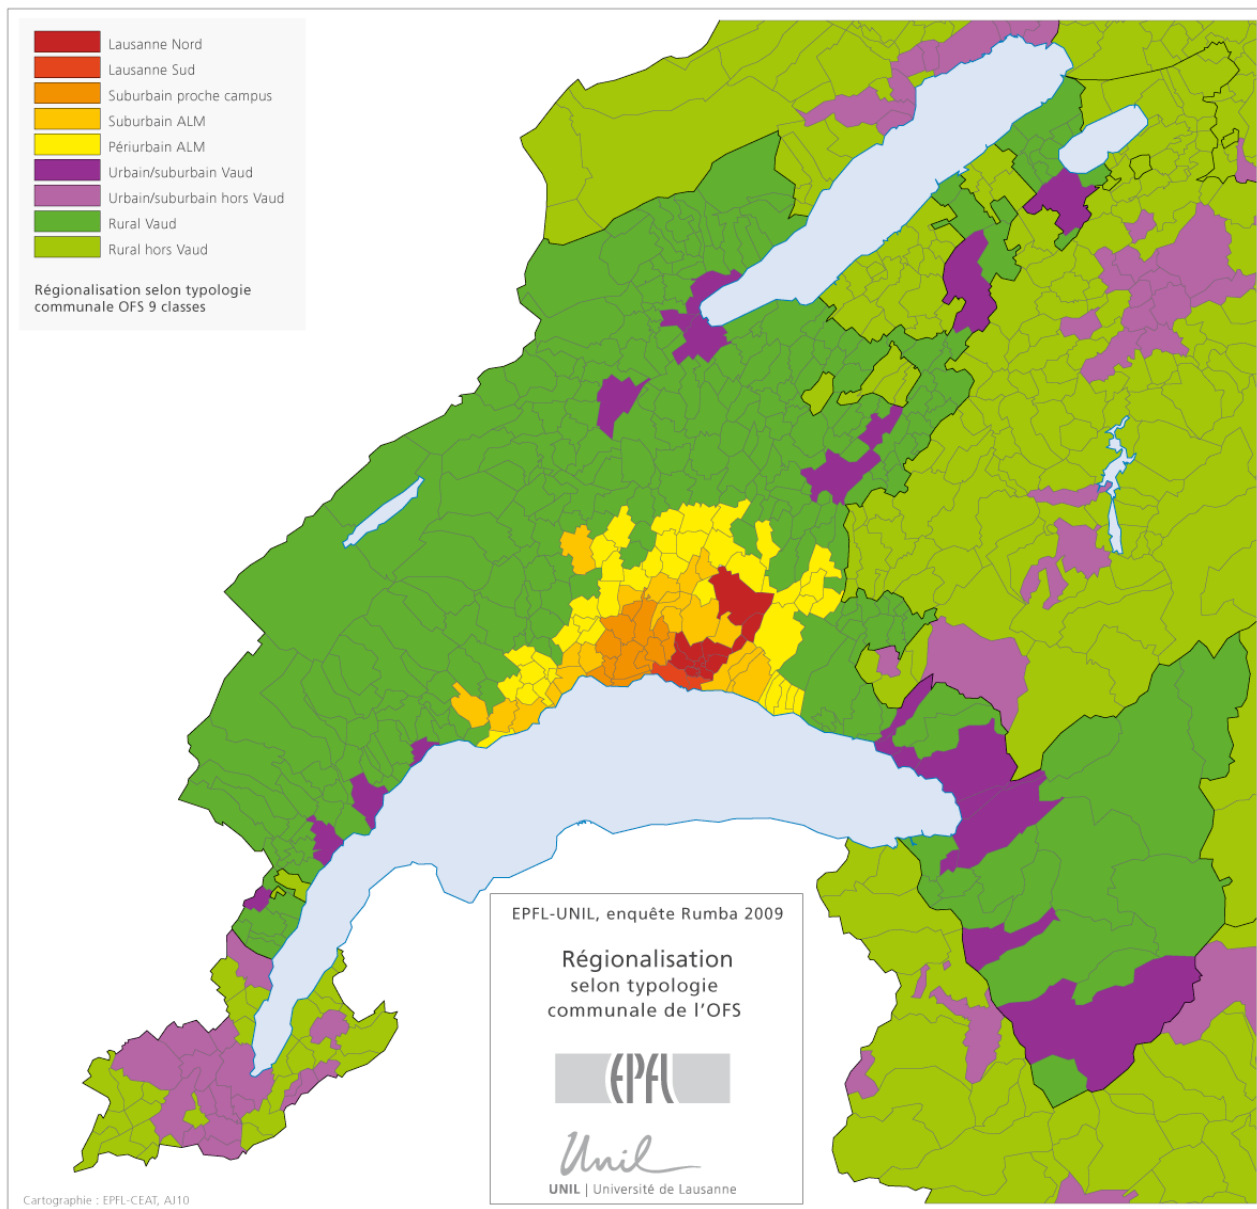 Lausanne Nord
Lausanne Sud
Suburbain proche campus
Suburbain ALM
Périurbain ALM
Urbain/suburbain Vaud
Urbain/suburbain hors Vaud
Rural Vaud
Rural hors Vaud
Régionalisation selon typologie
communale OFS 9 classes
EPFL-UNIL, enquête Rumba 2009
Régionalisation
selon typologie
communale de l'OFS
EPFL
Unil
UNIL | Université de Lausanne
Cartographie : EPFL-CEAT, AJ10